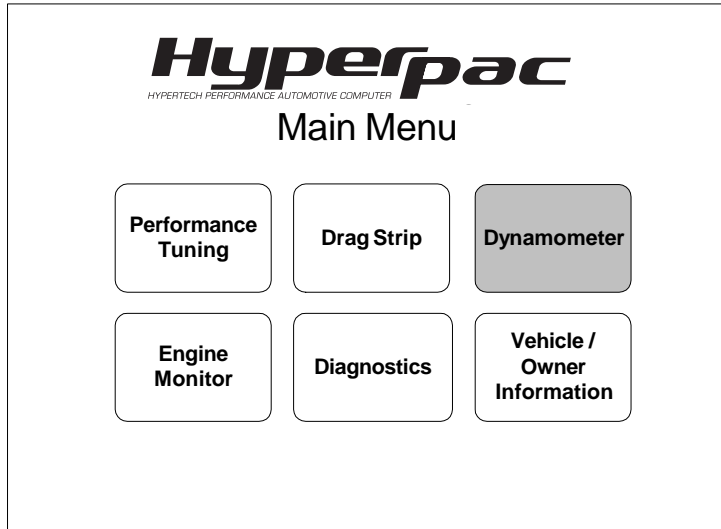 Hyperpac
HYPERTECH PERFORMANCE AUTOMOTIVE COMPUTER
Main Menu
Performance
Tuning
Drag Strip
Dynamometer
Engine
Monitor
Diagnostics
Vehicle /
Owner
Information